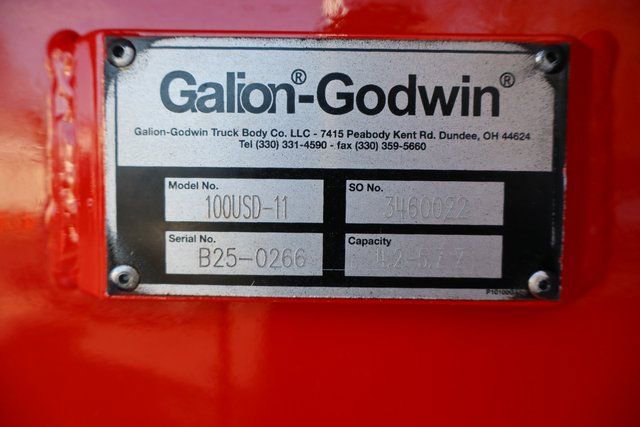 Galion®-Godwin®
Galion-Godwin Truck Body Co. LLC - 7415 Peabody Kent Rd. Dundee, OH 44624
Tel (330) 331-4590 - fax (330) 359-5660
Model No. SO No.
100USD-11 3460022
Serial No. Capacity
B25-0266